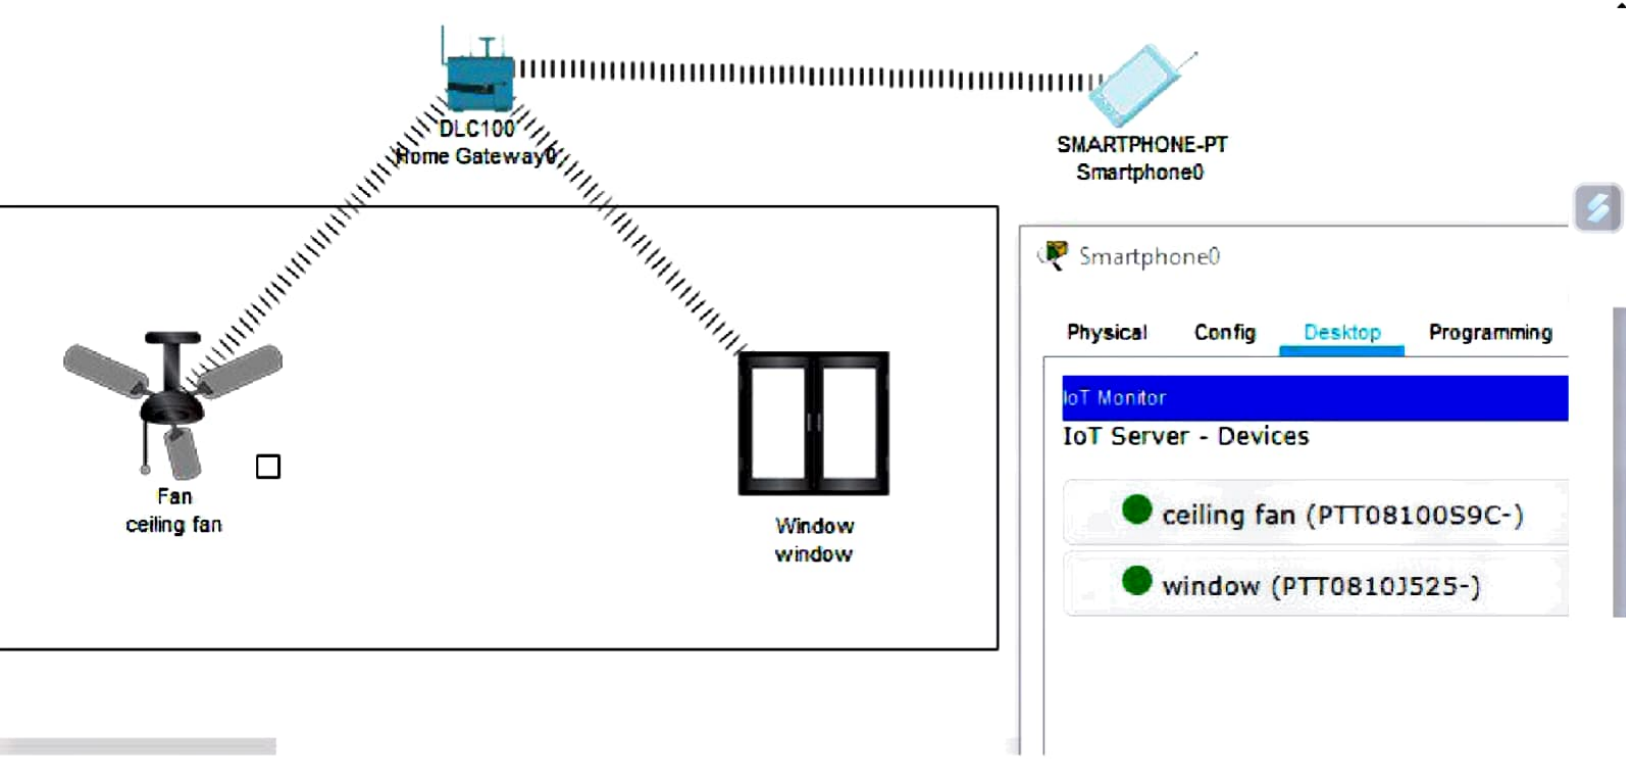 DLC100
Home Gateway0
SMARTPHONE-PT
Smartphone0
Fan
ceiling fan
Window
window
Smartphone0
Physical Config Desktop Programming
IoT Monitor
IoT Server - Devices
ceiling fan (PTT08100S9C-)
window (PTT0810J525-)